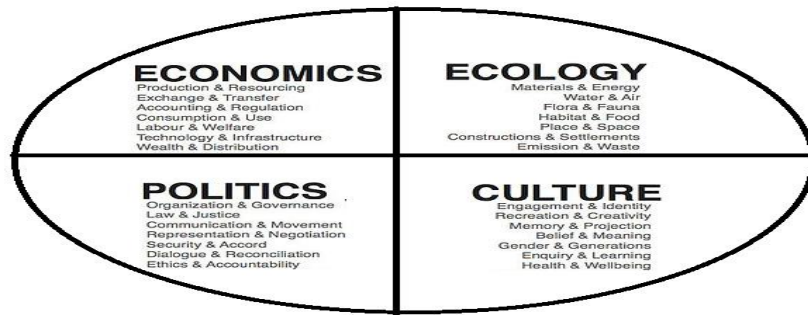 ECONOMICS
Production & Resourcing
Exchange & Transfer
Accounting & Regulation
Consumption & Use
Labour & Welfare
Technology & Infrastructure
Wealth & Distribution
ECOLOGY
Materials & Energy
Water & Air
Flora & Fauna
Habitat & Food
Place & Space
Constructions & Settlements
Emission & Waste
POLITICS
Organization & Governance
Law & Justice
Communication & Movement
Representation & Negotiation
Security & Accord
Dialogue & Reconciliation
Ethics & Accountability
CULTURE
Engagement & Identity
Recreation & Creativity
Memory & Projection
Belief & Meaning
Gender & Generations
Enquiry & Learning
Health & Wellbeing